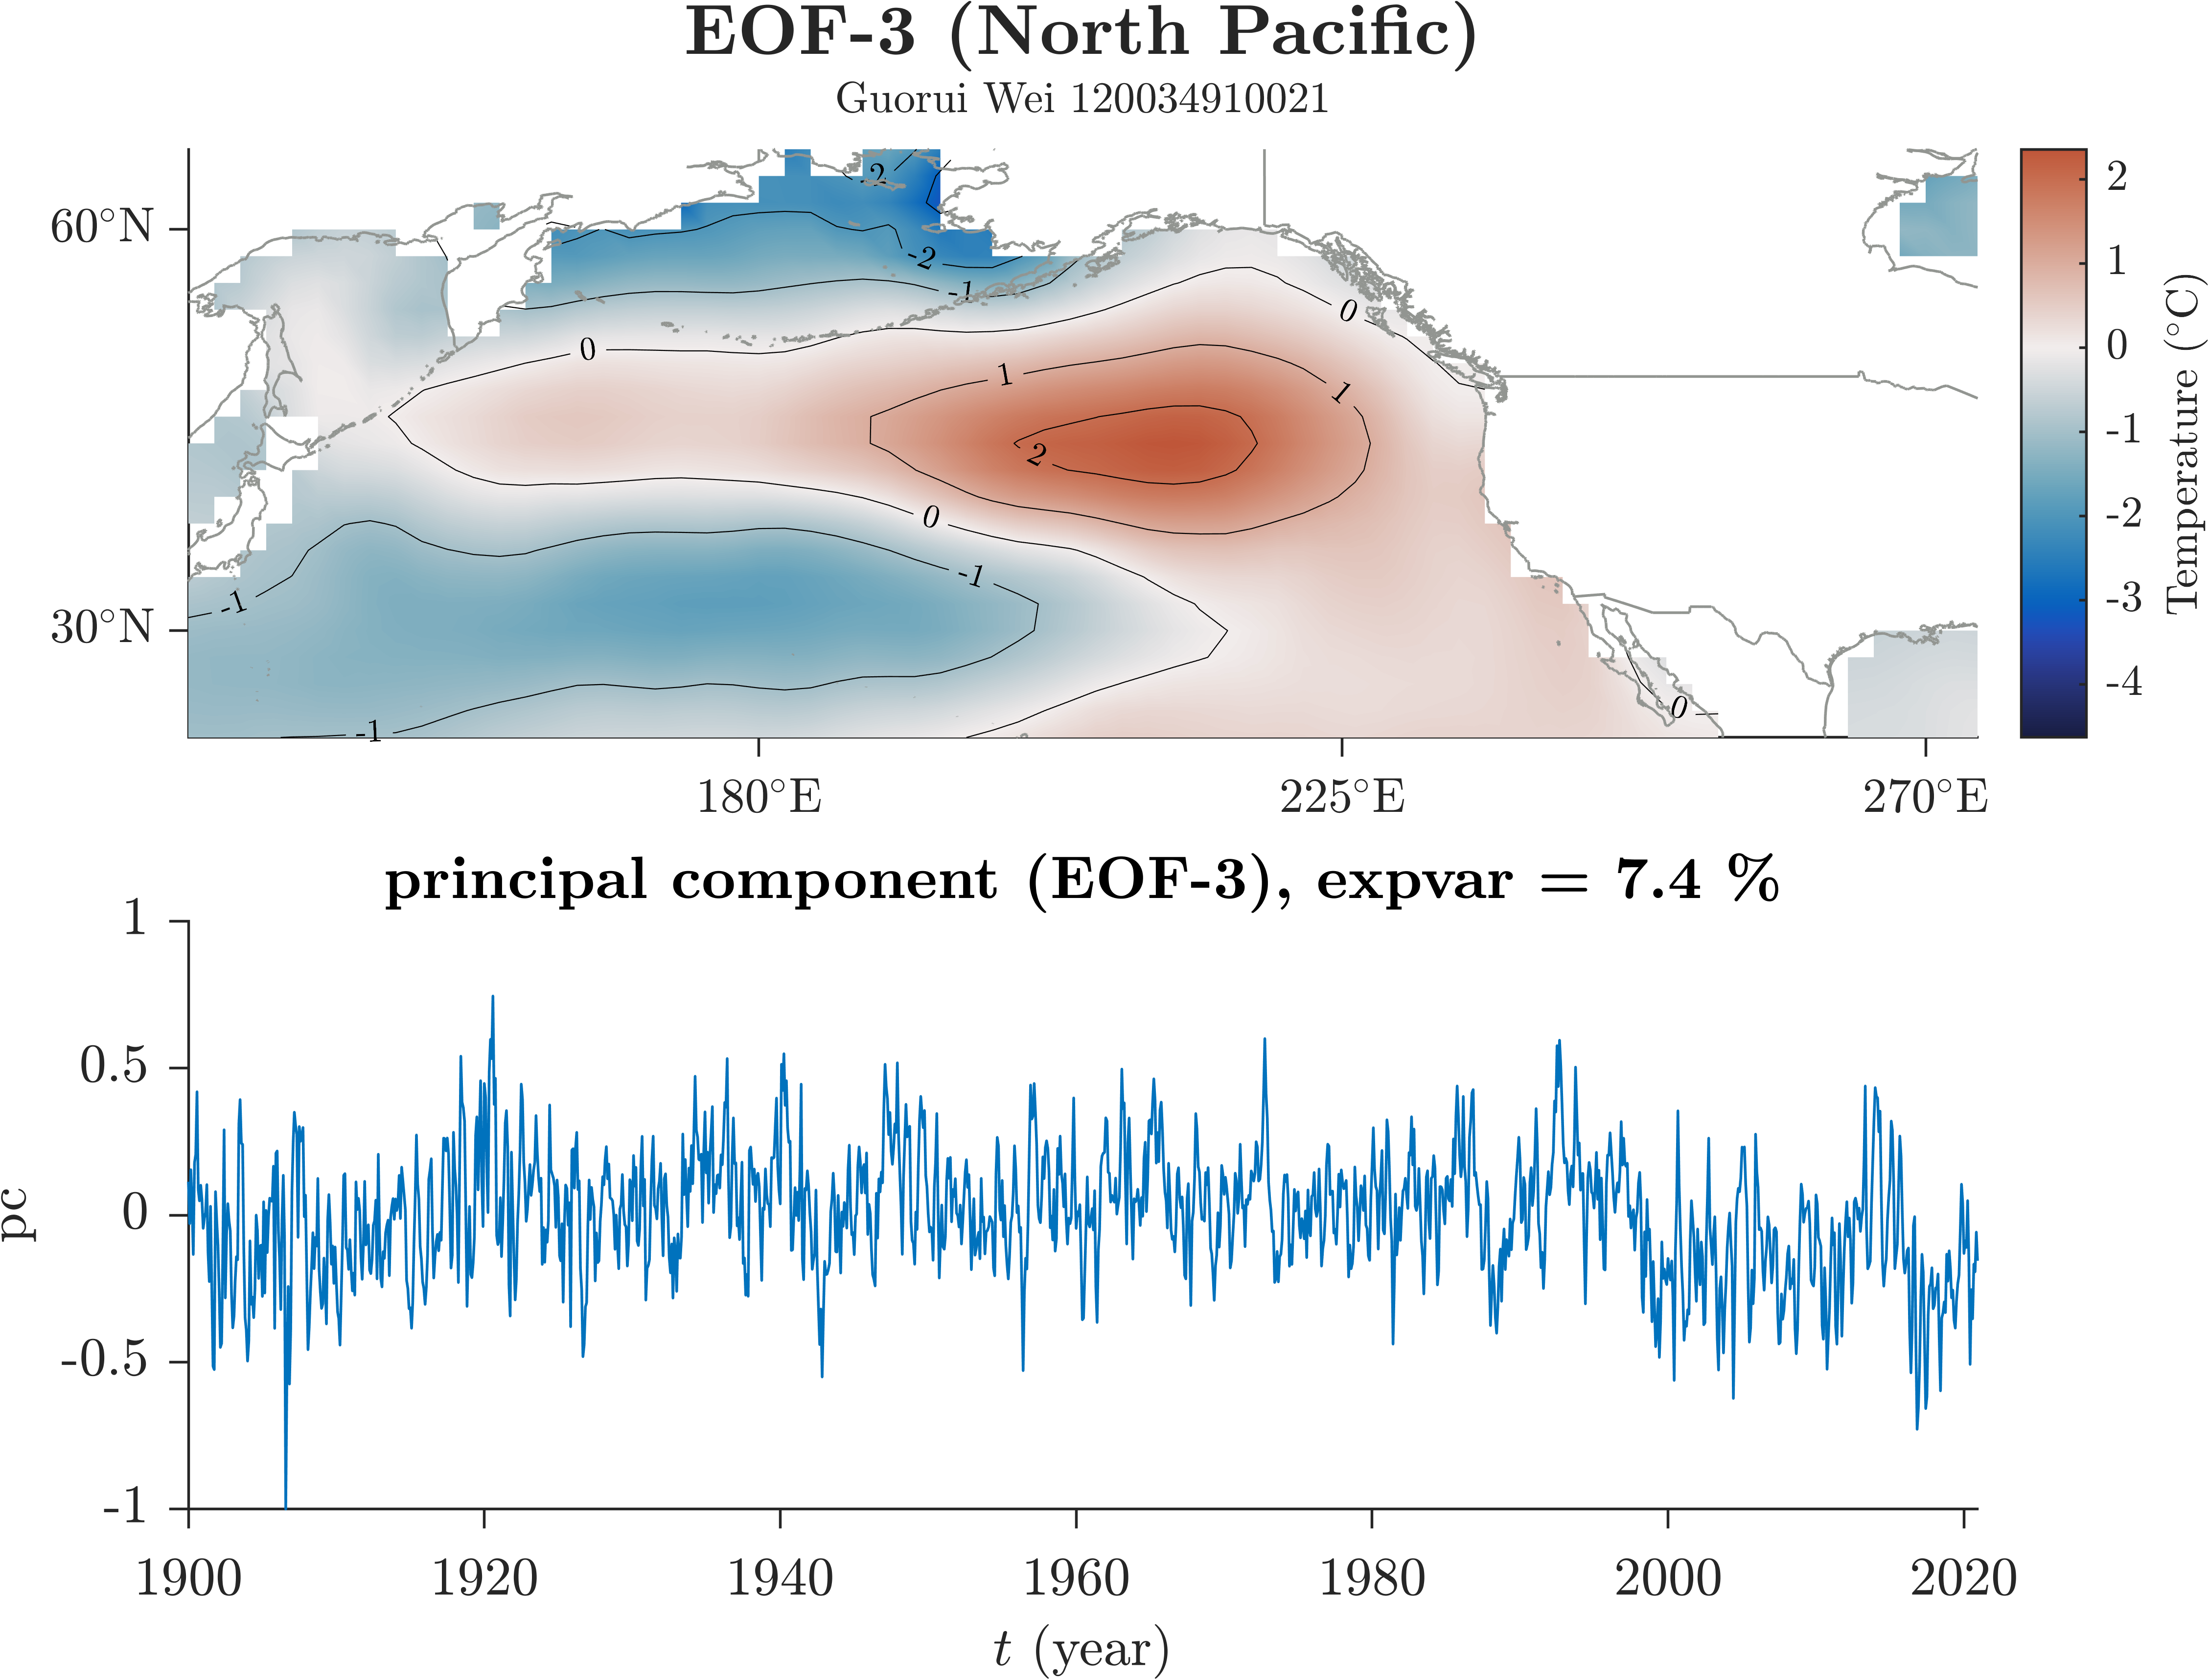 EOF-3 (North Pacific)
Guorui Wei 120034910021
60°N
30°N
180°E
225°E
270°E
-2
-2
-1
0
0
1
1
2
0
-1
-1
-1
0
2
1
0
-1
-2
-3
-4
Temperature (°C)
principal component (EOF-3), expvar = 7.4 %
1
0.5
0
-0.5
-1
pc
1900
1920
1940
1960
1980
2000
2020
t (year)